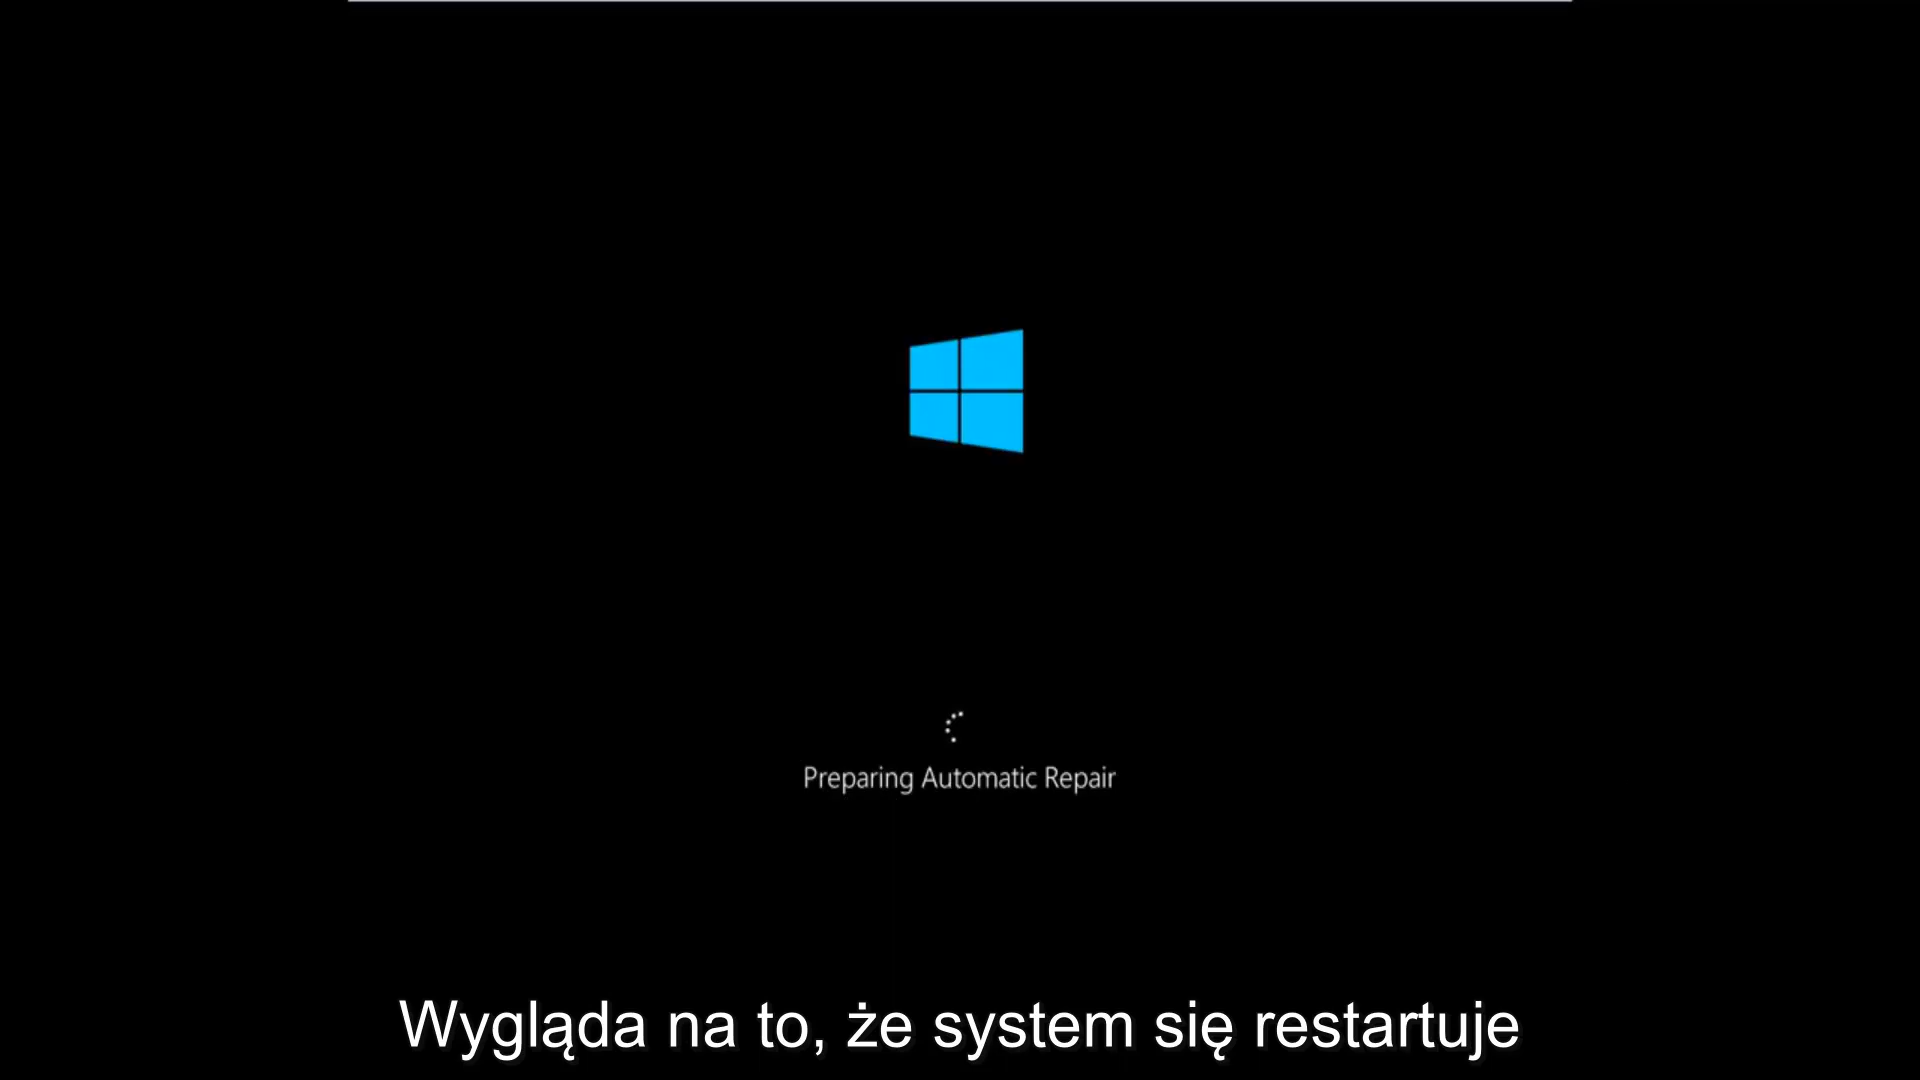 Preparing Automatic Repair
Wygląda na to, że system się restartuje